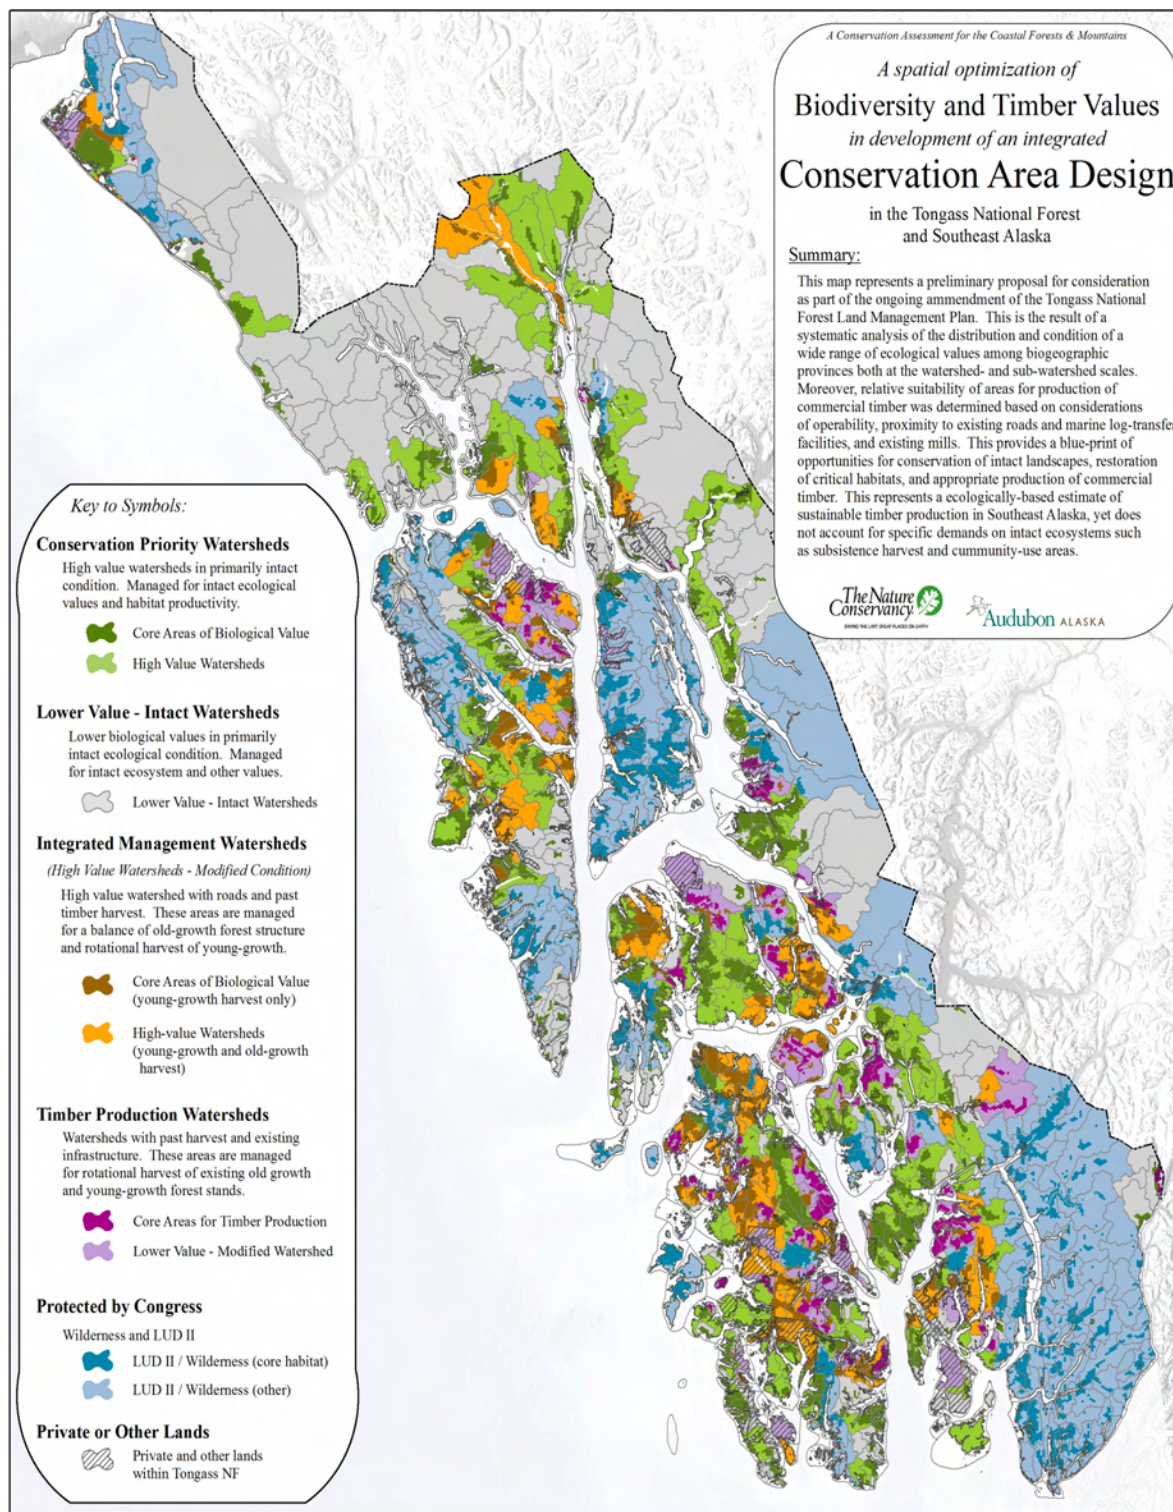 A Conservation Assessment for the Coastal Forests & Mountains
A spatial optimization of
Biodiversity and Timber Values
in development of an integrated
Conservation Area Design
in the Tongass National Forest
and Southeast Alaska
Summary:
This map represents a preliminary proposal for consideration
as part of the ongoing ammendment of the Tongass National
Forest Land Management Plan. This is the result of a
systematic analysis of the distribution and condition of a
wide range of ecological values among biogeographic
provinces both at the watershed- and sub-watershed scales.
Moreover, relative suitability of areas for production of
commercial timber was determined based on considerations
of operability, proximity to existing roads and marine log-transfer
facilities, and existing mills. This provides a blue-print of
opportunities for conservation of intact landscapes, restoration
of critical habitats, and appropriate production of commercial
timber. This represents a ecologically-based estimate of
sustainable timber production in Southeast Alaska, yet does
not account for specific demands on intact ecosystems such
as subsistence harvest and cummunity-use areas.
The Nature
Conservancy
SAVING THE LAST GREAT PLACES ON EARTH
Audubon ALASKA
Key to Symbols:
Conservation Priority Watersheds
High value watersheds in primarily intact
condition. Managed for intact ecological
values and habitat productivity.
Core Areas of Biological Value
High Value Watersheds
Lower Value - Intact Watersheds
Lower biological values in primarily
intact ecological condition. Managed
for intact ecosystem and other values.
Lower Value - Intact Watersheds
Integrated Management Watersheds
(High Value Watersheds - Modified Condition)
High value watershed with roads and past
timber harvest. These areas are managed
for a balance of old-growth forest structure
and rotational harvest of young-growth.
Core Areas of Biological Value
(young-growth harvest only)
High-value Watersheds
(young-growth and old-growth
harvest)
Timber Production Watersheds
Watersheds with past harvest and existing
infrastructure. These areas are managed
for rotational harvest of existing old growth
and young-growth forest stands.
Core Areas for Timber Production
Lower Value - Modified Watershed
Protected by Congress
Wilderness and LUD II
LUD II / Wilderness (core habitat)
LUD II / Wilderness (other)
Private or Other Lands
Private and other lands
within Tongass NF